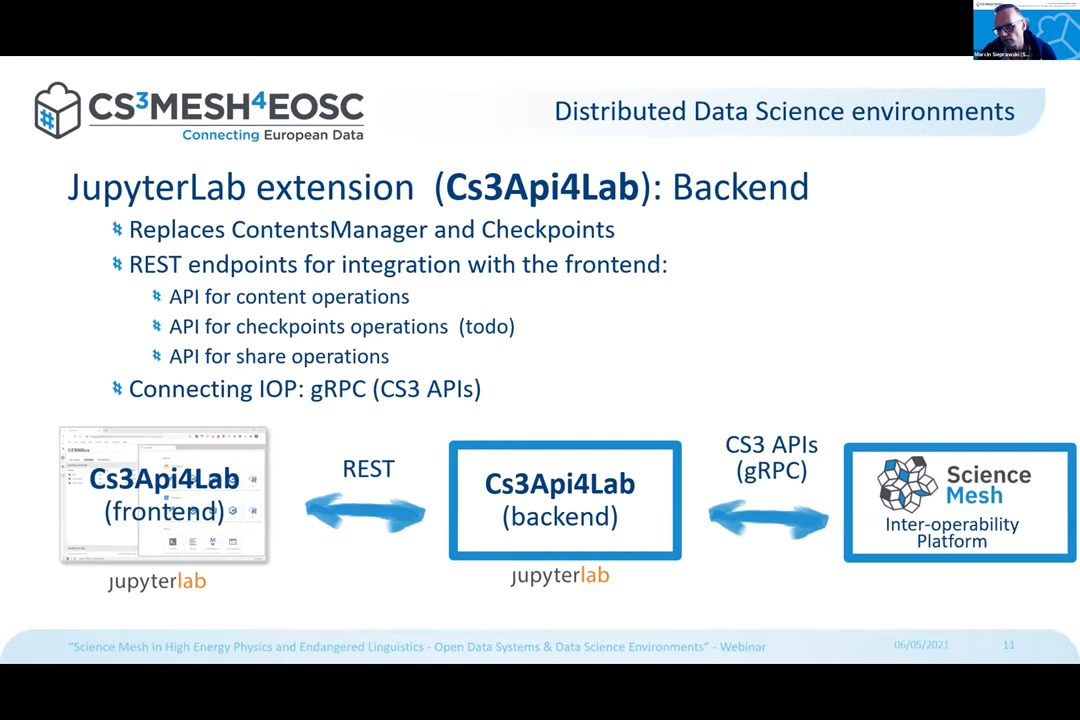 Marcin Sieprawski (S...
CS3MESH4EOSC
Connecting European Data
Distributed Data Science environments
JupyterLab extension (Cs3Api4Lab): Backend
Replaces ContentsManager and Checkpoints
REST endpoints for integration with the frontend:
API for content operations
API for checkpoints operations (todo)
API for share operations
Connecting IOP: gRPC (CS3 APIs)
Cs3Api4Lab
(frontend)
jupyterlab
REST
Cs3Api4Lab
(backend)
jupyterlab
CS3 APIs
(gRPC)
Science
Mesh
Inter-operability
Platform
"Science Mesh in High Energy Physics and Endangered Linguistics - Open Data Systems & Data Science Environments" - Webinar
06/05/2021
11